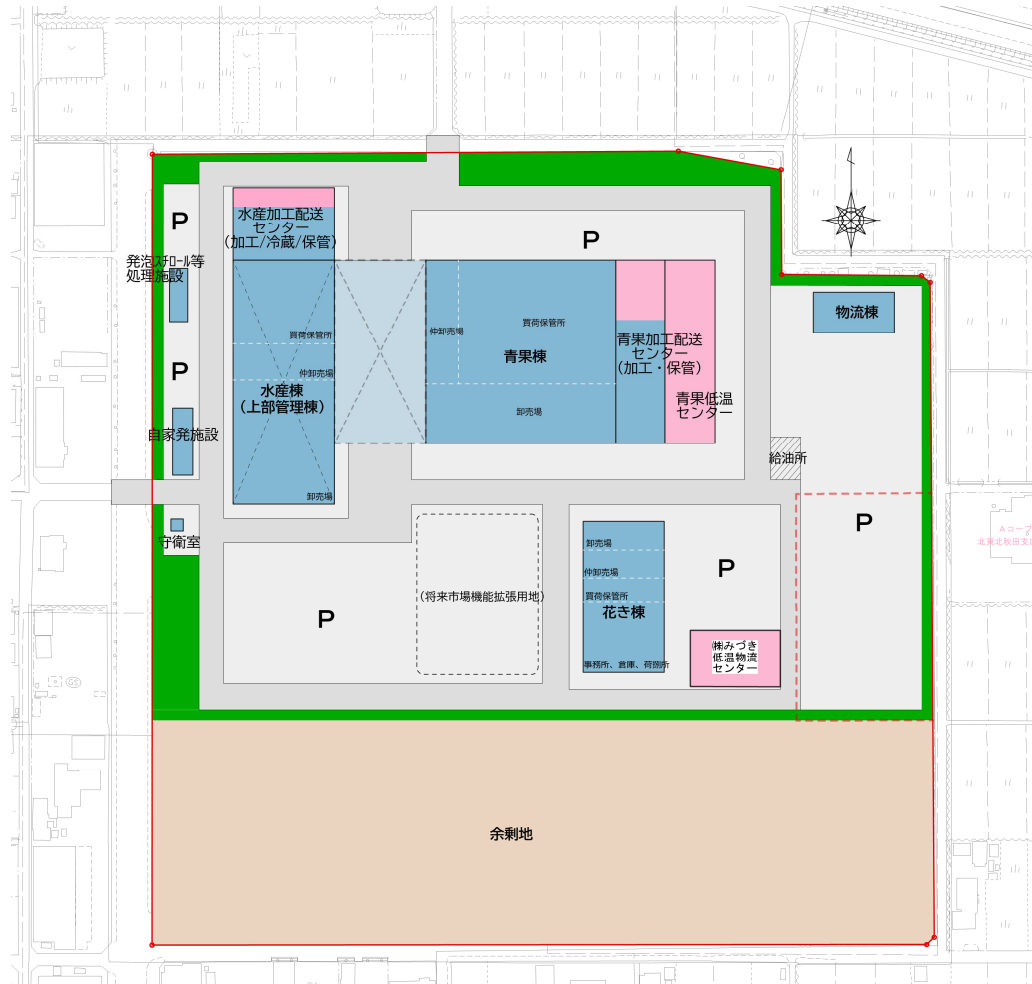 P
水産加工配送
センター
（加工/冷蔵/保管）
P
発泡ｽﾁﾛｰﾙ等
処理施設
物流棟
買荷保管所
仲卸売場
買荷保管所
青果棟
卸売場
青果加工配送
センター
（加工・保管）
青果低温
センター
P
仲卸売場
水産棟
（上部管理棟）
卸売場
自家発施設
給油所
守衛室
P
Aコープ
（将来市場機能拡張用地）
P
卸売場
仲卸売場
買荷保管所
花き棟
事務所、倉庫、荷捌所
P
㈱みづき
低温物流
センター
GS
余剰地